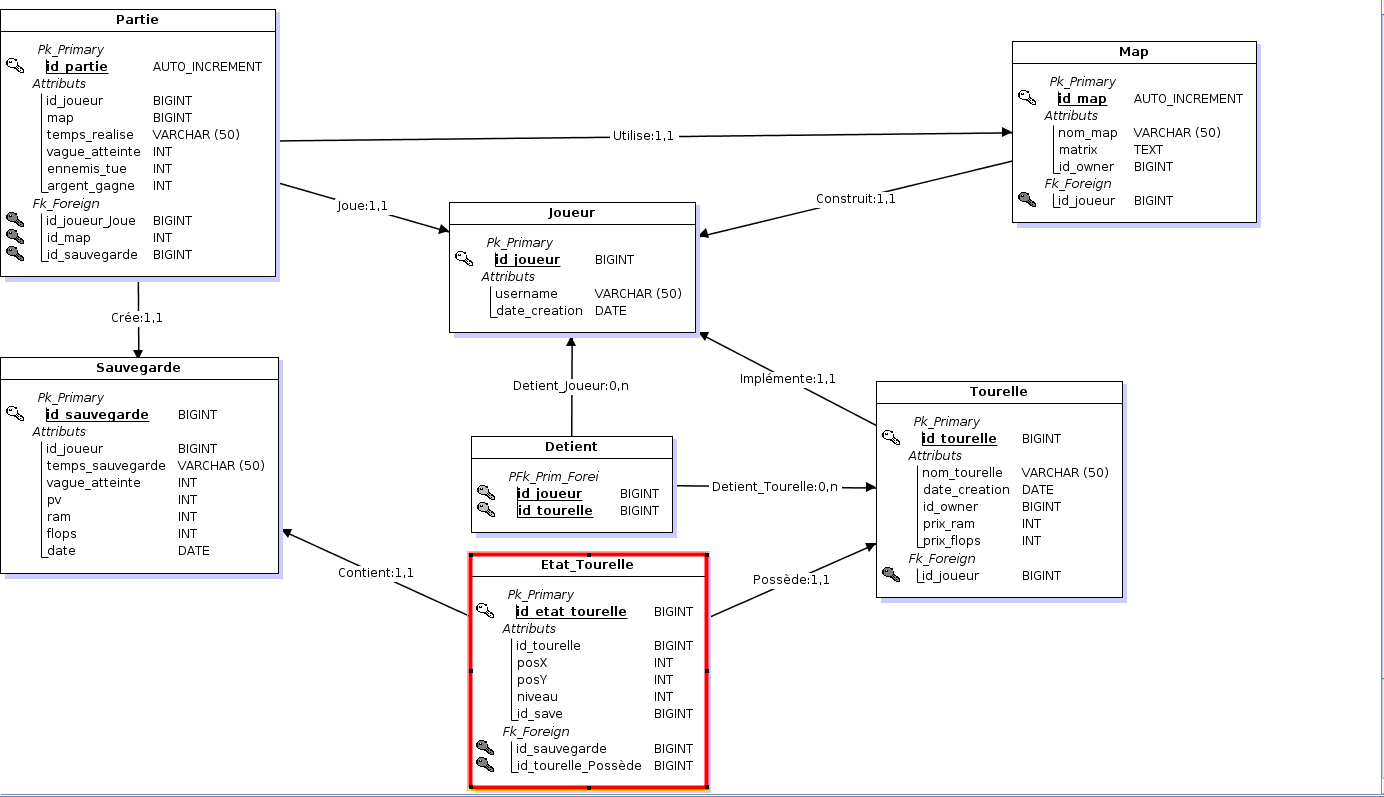 Partie
Pk_Primary
id_partie AUTO_INCREMENT
Attributs
id_joueur BIGINT
map BIGINT
temps_realise VARCHAR (50)
vague_atteinte INT
ennemis_tue INT
argent_gagne INT
Fk_Foreign
id_joueur_Joue BIGINT
id_map INT
id_sauvegarde BIGINT
Utilise:1,1
Map
Pk_Primary
id_map AUTO_INCREMENT
Attributs
nom_map VARCHAR (50)
matrix TEXT
id_owner BIGINT
Fk_Foreign
id_joueur BIGINT
Joue:1,1
Construit:1,1
Joueur
Pk_Primary
id_joueur BIGINT
Attributs
username VARCHAR (50)
date_creation DATE
Crée:1,1
Sauvegarde
Pk_Primary
id_sauvegarde BIGINT
Attributs
id_joueur BIGINT
temps_sauvegarde VARCHAR (50)
vague_atteinte INT
pv INT
ram INT
flops INT
date DATE
Detient_Joueur:0,n
Implémente:1,1
Tourelle
Pk_Primary
id_tourelle BIGINT
Attributs
nom_tourelle VARCHAR (50)
date_creation DATE
id_owner BIGINT
prix_ram INT
prix_flops INT
Fk_Foreign
id_joueur BIGINT
Detient
PFk_Prim_Forei
id_joueur BIGINT
id_tourelle BIGINT
Detient_Tourelle:0,n
Contient:1,1
Possède:1,1
Etat_Tourelle
Pk_Primary
id_etat_tourelle BIGINT
Attributs
id_tourelle BIGINT
posX INT
posY INT
niveau INT
id_save BIGINT
Fk_Foreign
id_sauvegarde BIGINT
id_tourelle_Possède BIGINT